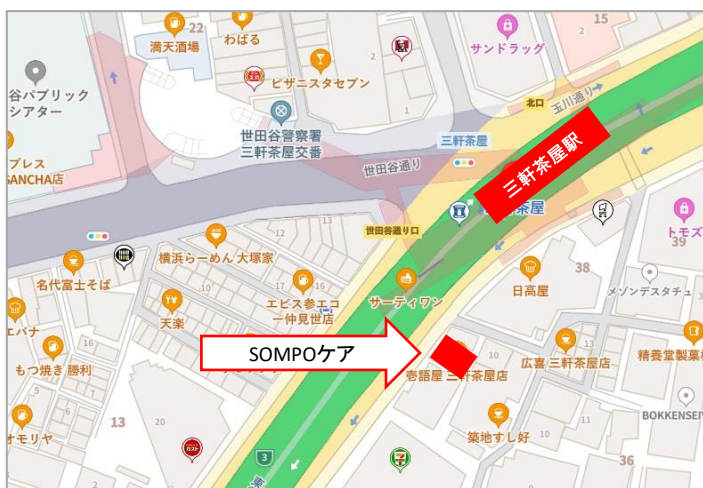 22
15
満天酒場
わばる
サンドラッグ
ピザニスタセブン
谷パブリック
シアター
世田谷警察署
三軒茶屋交番
北口
玉川通り
三軒茶屋
三軒茶屋駅
世田谷通り
プレス
SANCHA店
世田谷通り口
トモズ
39
横浜らーめん 大塚家
名代富士そば
エビス参エコ
一仲見世店
サーティワン
38
日高屋
メゾンデスタチュ
天楽
SOMPOケア
もつ焼き 勝利
壱語屋 三軒茶屋店
広喜 三軒茶屋店
精養堂製菓
BOKKENSEI
築地すし好
オモリヤ
13
20
3
36